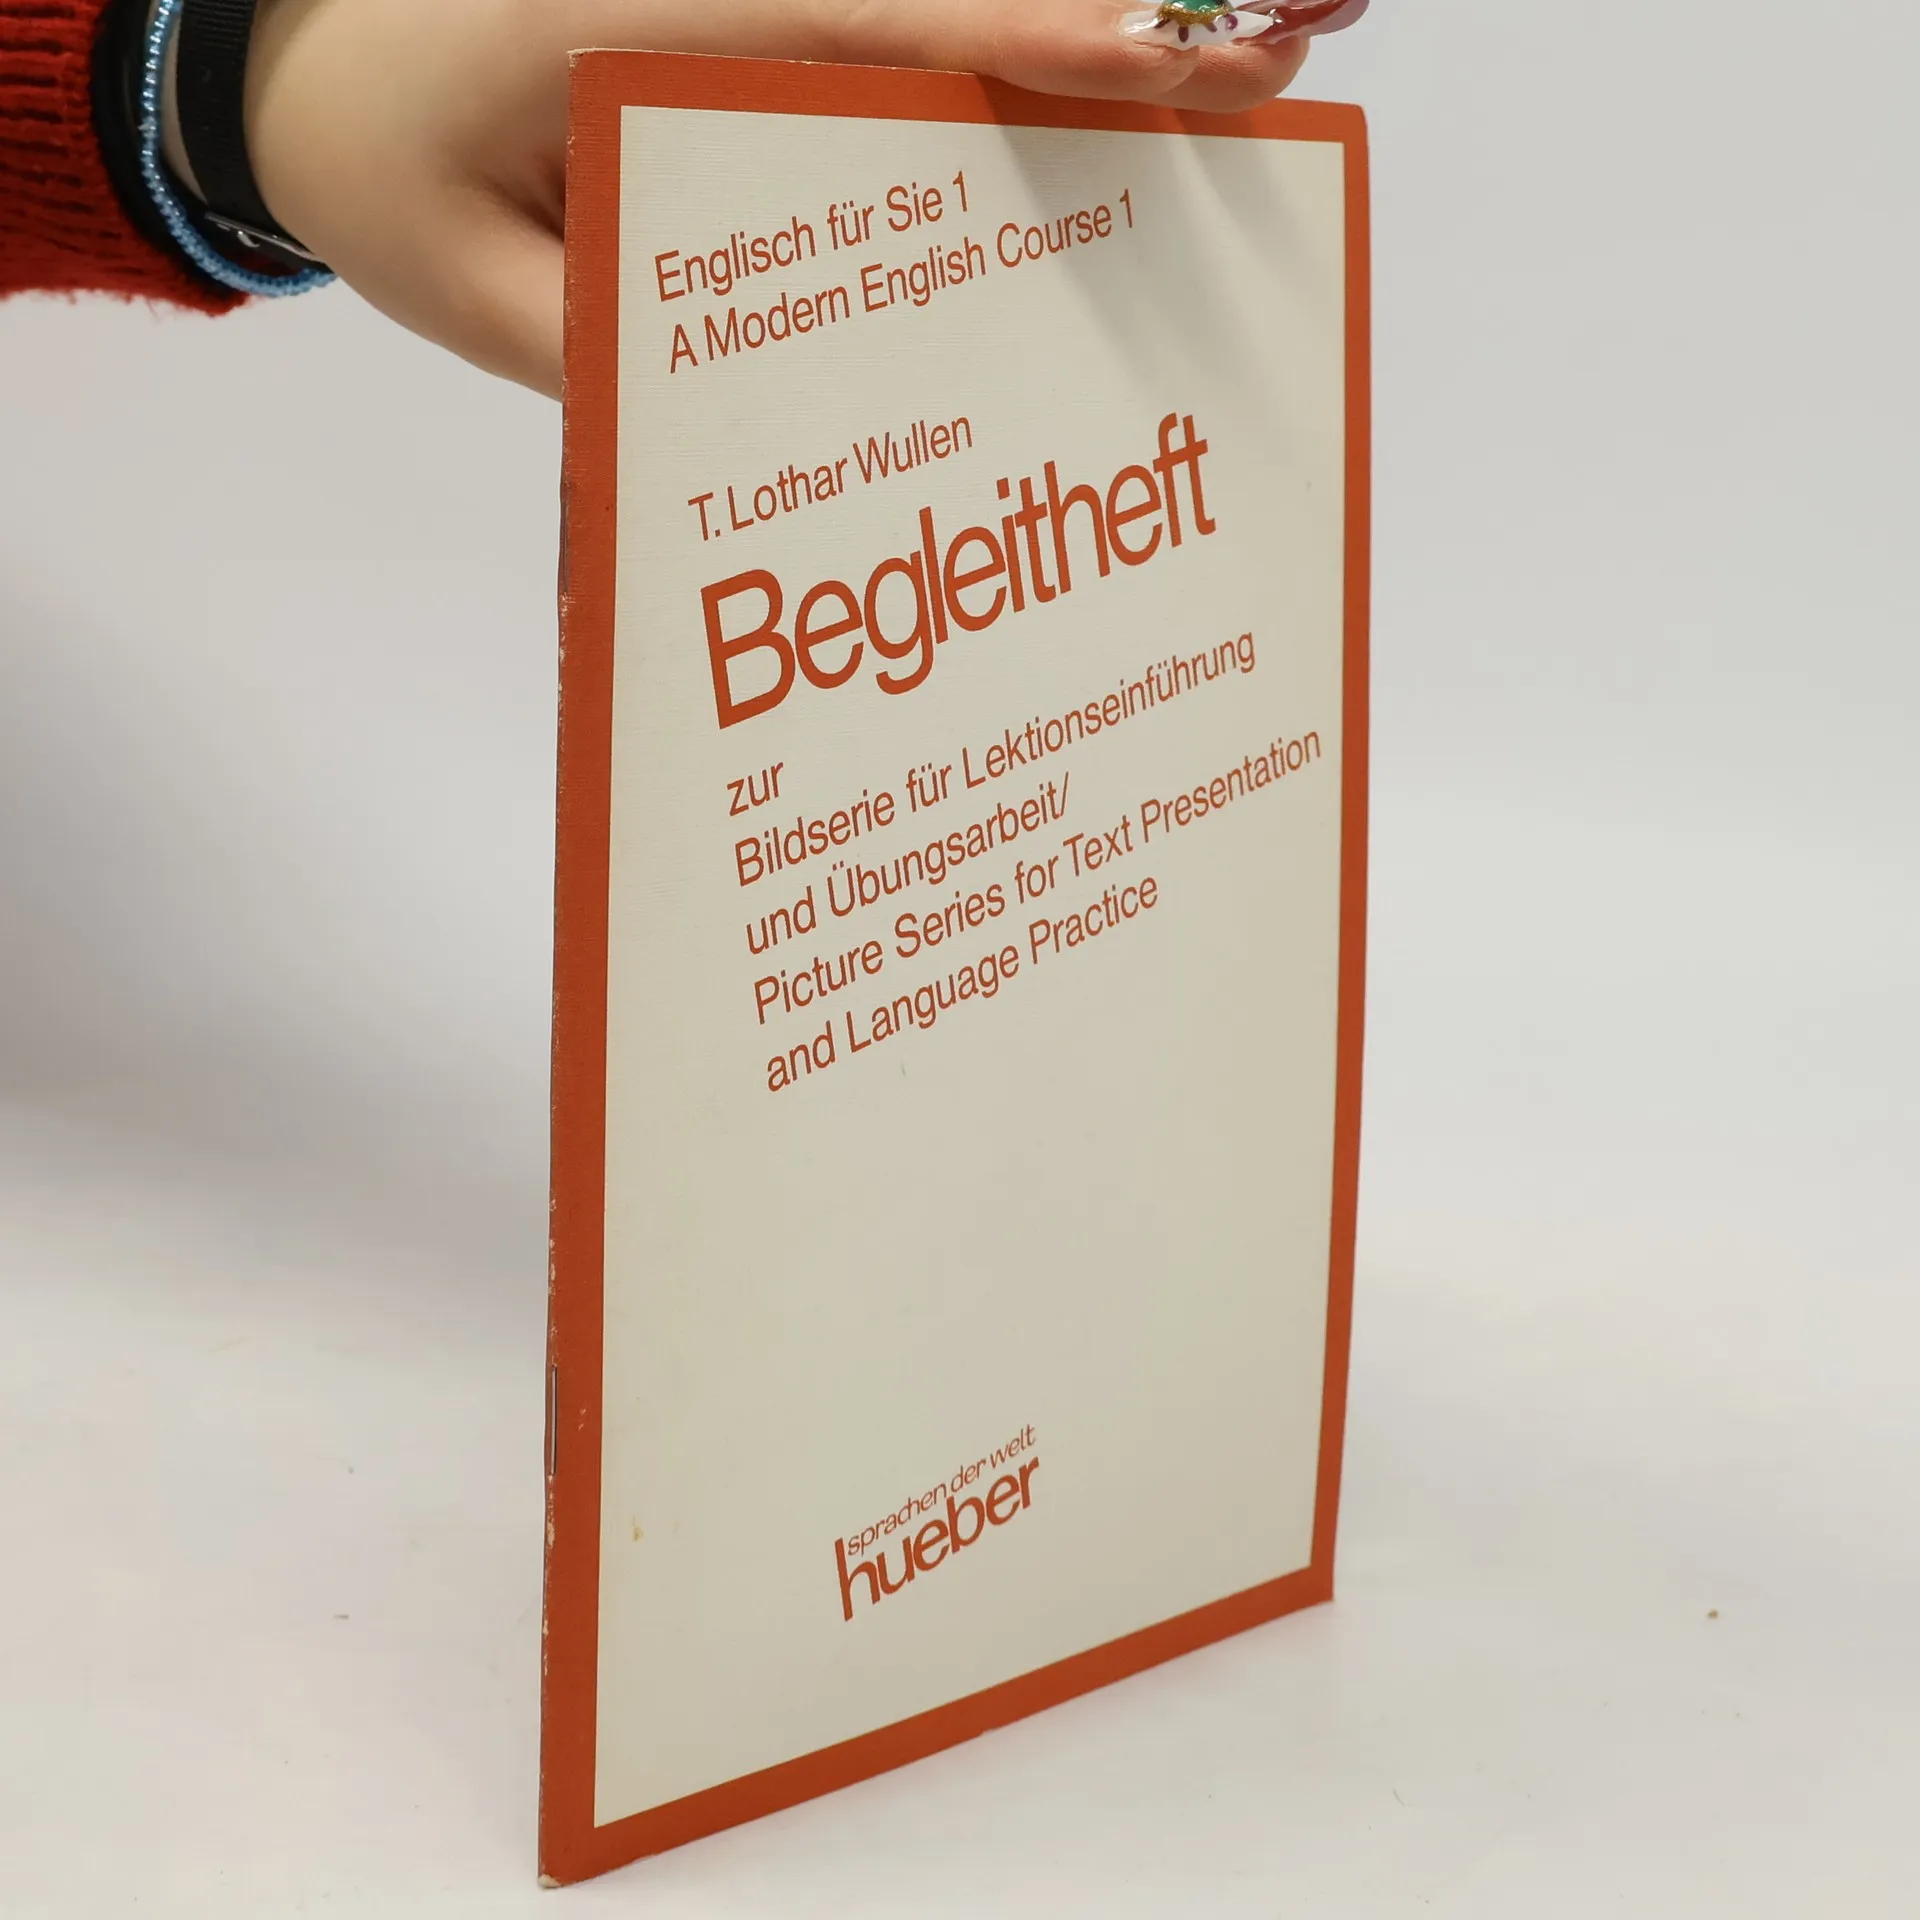 Englisch für Sie 1
A Modern English Course 1
T. Lothar Wullen
Begleitheft
zur
Bildserie für Lektionseinführung
und Übungsarbeit/
Picture Series for Text Presentation
and Language Practice
sprachen der welt
hueber